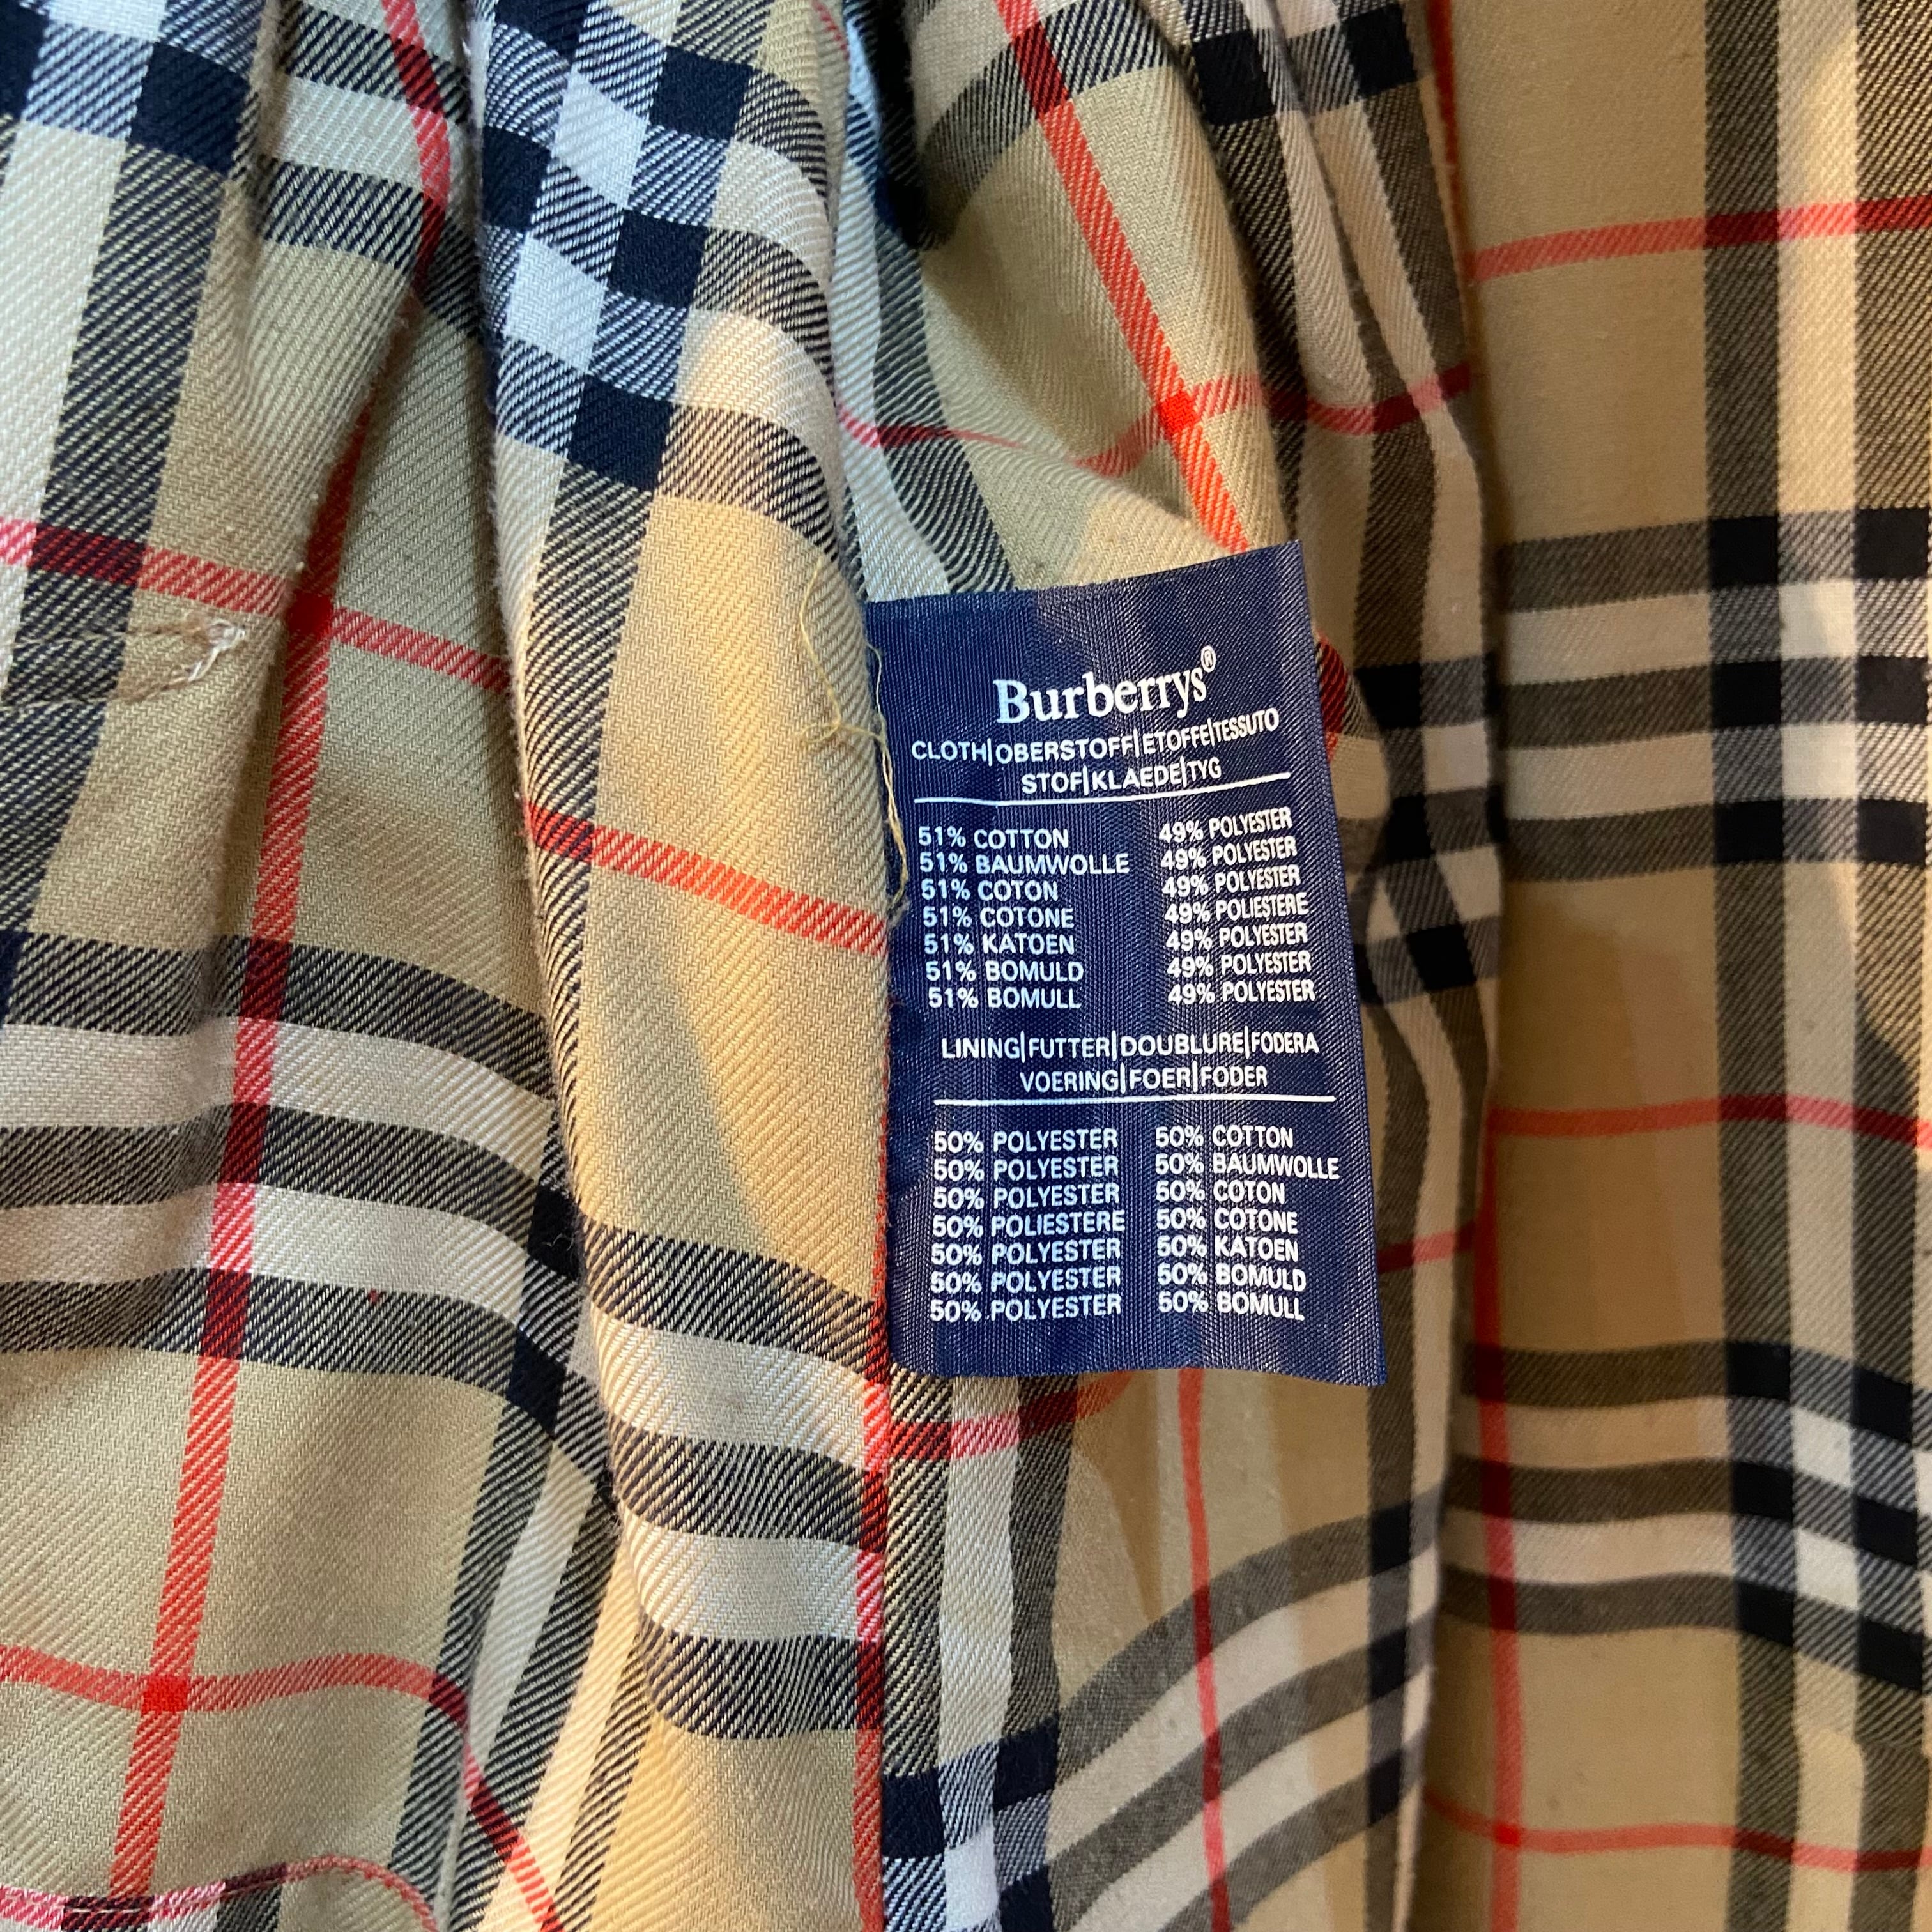 Burberrys®
CLOTH|OBERSTOFF|ETOFFE|TESSUTO
STOF|KLAEDE|TYG
51% COTTON 49% POLYESTER
51% BAUMWOLLE 49% POLYESTER
51% COTON 49% POLYESTER
51% COTONE 49% POLIESTERE
51% KATOEN 49% POLYESTER
51% BOMULD 49% POLYESTER
51% BOMULL 49% POLYESTER
LINING|FUTTER|DOUBLURE|FODERA
VOERING|FOER|FODER
50% POLYESTER 50% COTTON
50% POLYESTER 50% BAUMWOLLE
50% POLYESTER 50% COTON
50% POLIESTERE 50% COTONE
50% POLYESTER 50% KATOEN
50% POLYESTER 50% BOMULD
50% POLYESTER 50% BOMULL